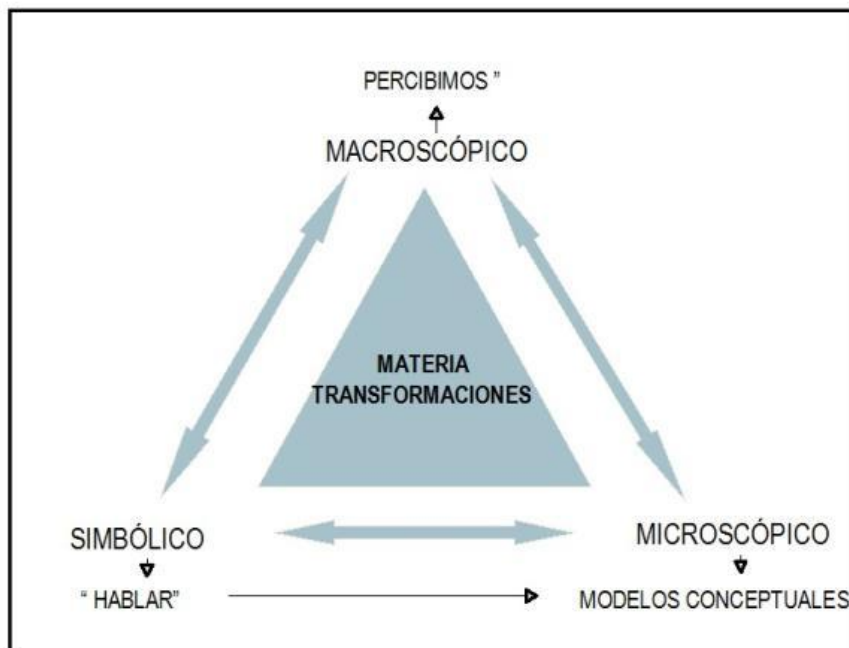 PERCIBIMOS ”
MACROSCÓPICO
MATERIA
TRANSFORMACIONES
SIMBÓLICO
MICROSCÓPICO
“ HABLAR”
MODELOS CONCEPTUALES